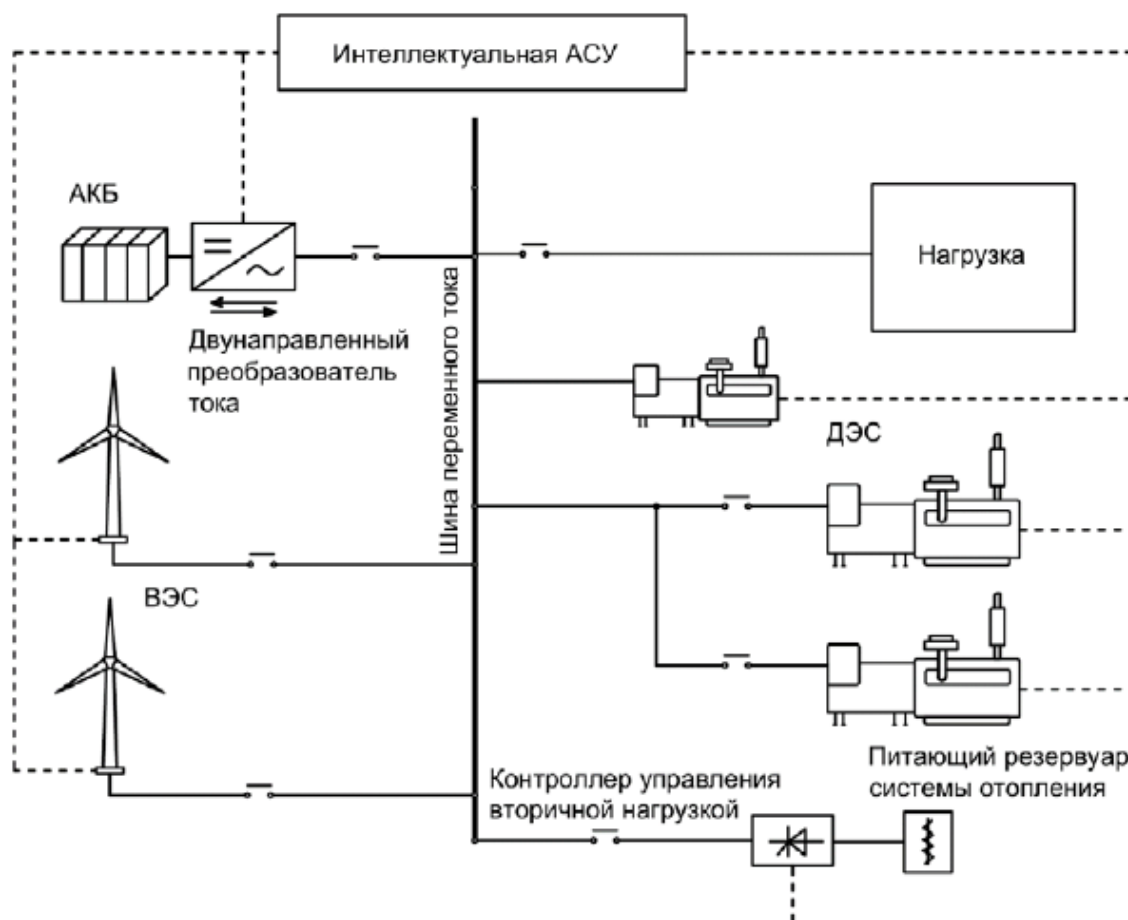 Интеллектуальная АСУ
АКБ
Нагрузка
Двунаправленный
преобразователь
тока
Шина переменного тока
ДЭС
ВЭС
Питающий резервуар
системы отопления
Контроллер управления
вторичной нагрузкой